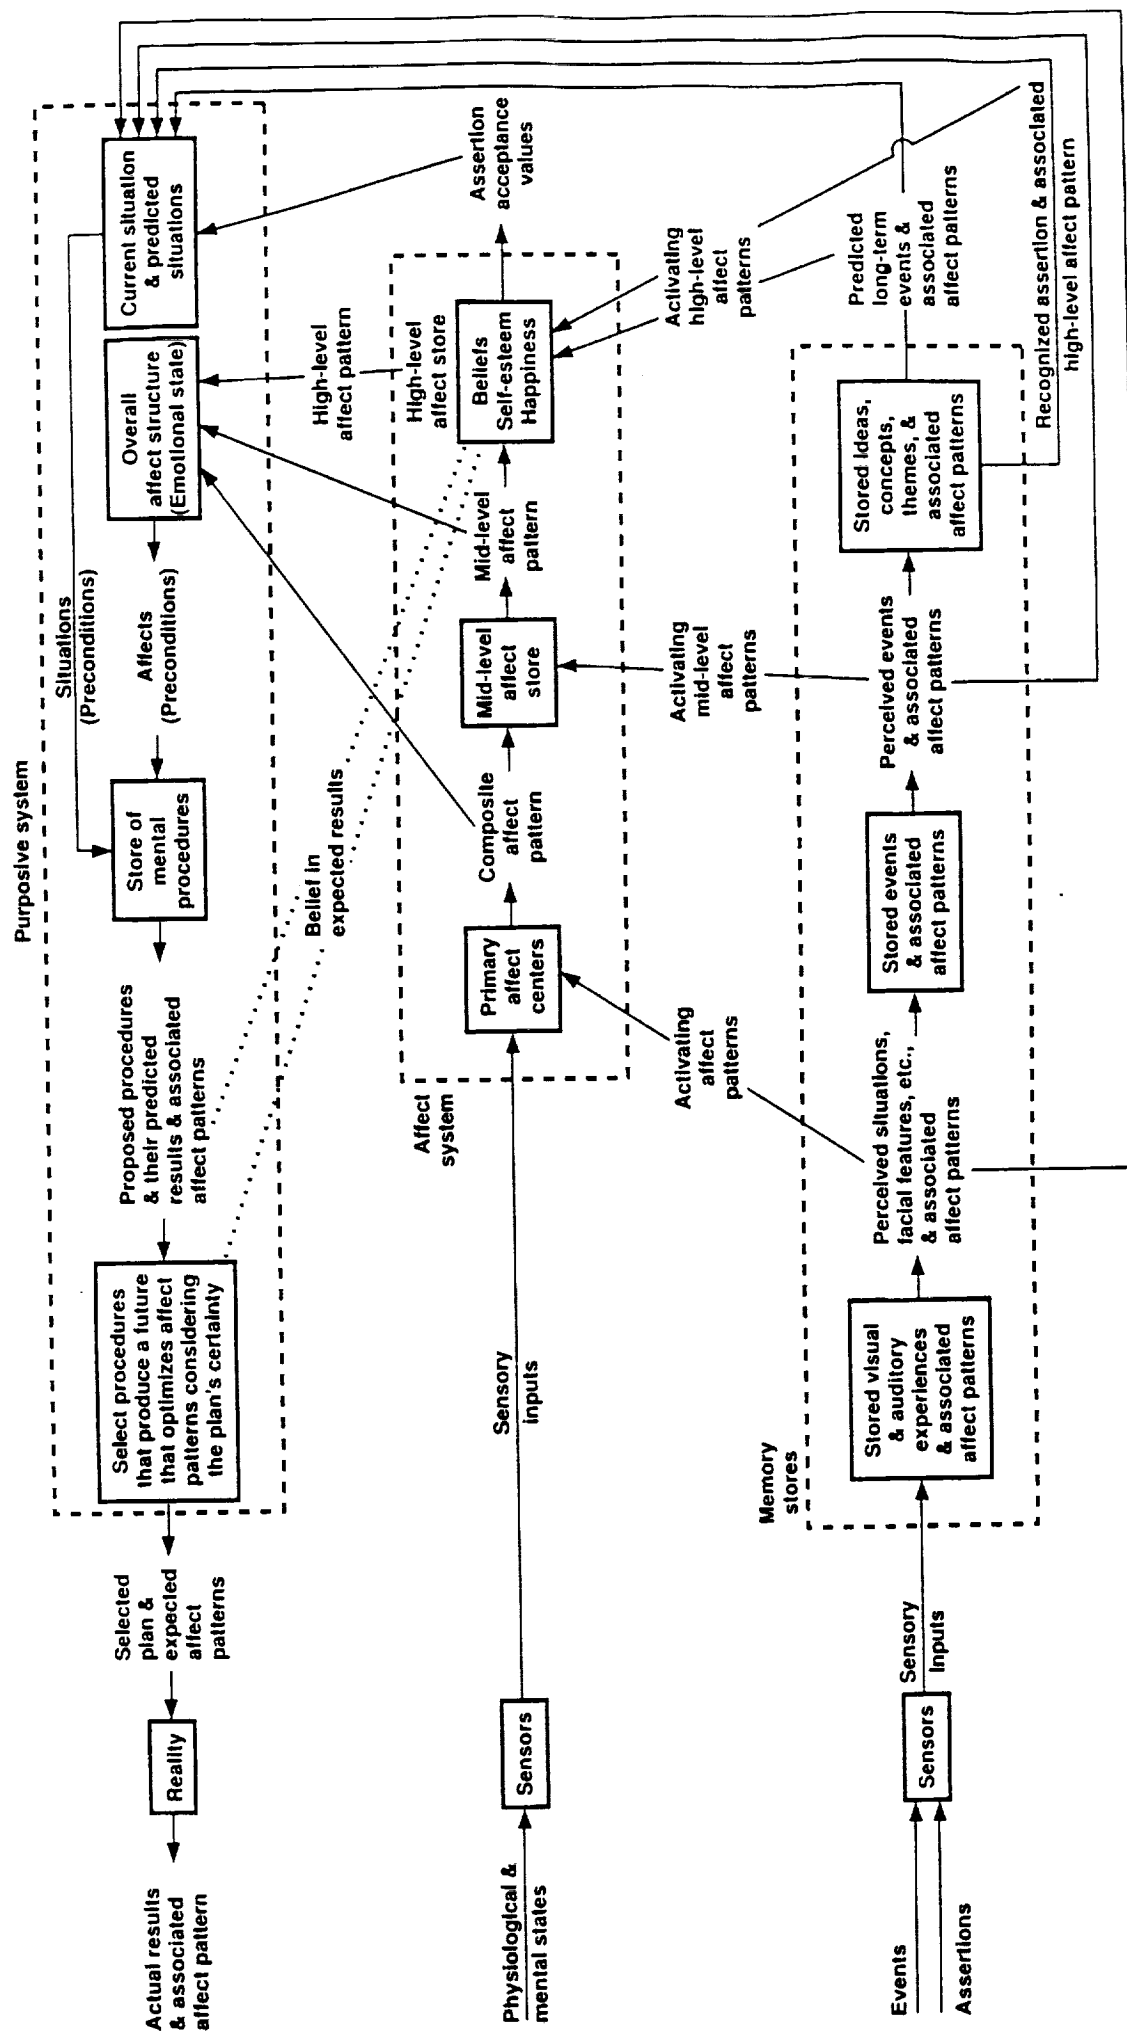 Purposive system
Actual results
& associated
affect pattern
Reality
Selected
plan &
expected
affect
patterns
Select procedures
that produce a future
that optimizes affect
patterns considering
the plan's certainty
Proposed procedures
& their predicted
results & associated
affect patterns
Store of
mental
procedures
Situations
(Preconditions)
Affects
(Preconditions)
Overall
affect structure
(Emotional state)
Current situation
& predicted
situations
Belief in
expected results
High-level
affect pattern
Assertion
acceptance
values
Physiological &
mental states
Sensors
Sensory
inputs
Affect
system
Primary
affect
centers
Composite
affect
pattern
Mid-level
affect
store
Mid-level
affect
pattern
High-level
affect store
Beliefs
Self-esteem
Happiness
Activating
affect
patterns
Activating
mid-level
affect
patterns
Activating
high-level
affect
patterns
Events
Assertions
Sensors
Sensory
Inputs
Memory
stores
Stored visual
& auditory
experiences
& associated
affect patterns
Perceived situations,
facial features, etc.,
& associated
affect patterns
Stored events
& associated
affect patterns
Perceived events
& associated
affect patterns
Stored ideas,
concepts,
themes, &
associated
affect patterns
Predicted
long-term
events &
associated
affect patterns
Recognized assertion & associated
high-level affect pattern